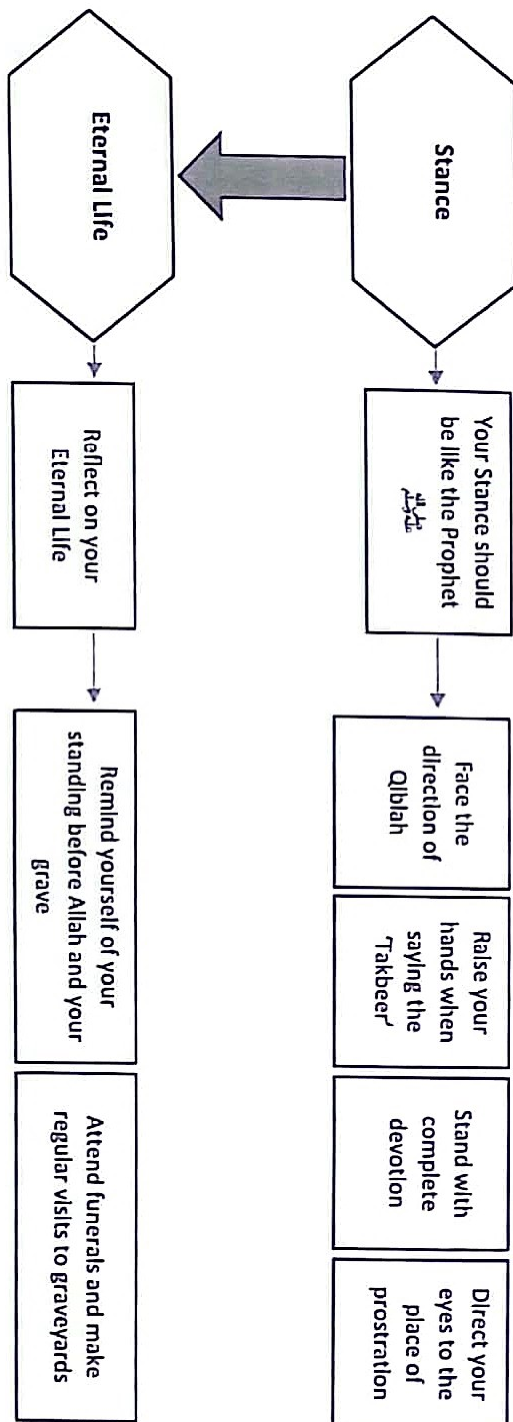 Stance
Your Stance should
be like the Prophet
ﷺ
Face the
direction of
Qiblah
Raise your
hands when
saying the
'Takbeer'
Stand with
complete
devotion
Direct your
eyes to the
place of
prostration
Eternal Life
Reflect on your
Eternal Life
Remind yourself of your
standing before Allah and your
grave
Attend funerals and make
regular visits to graveyards